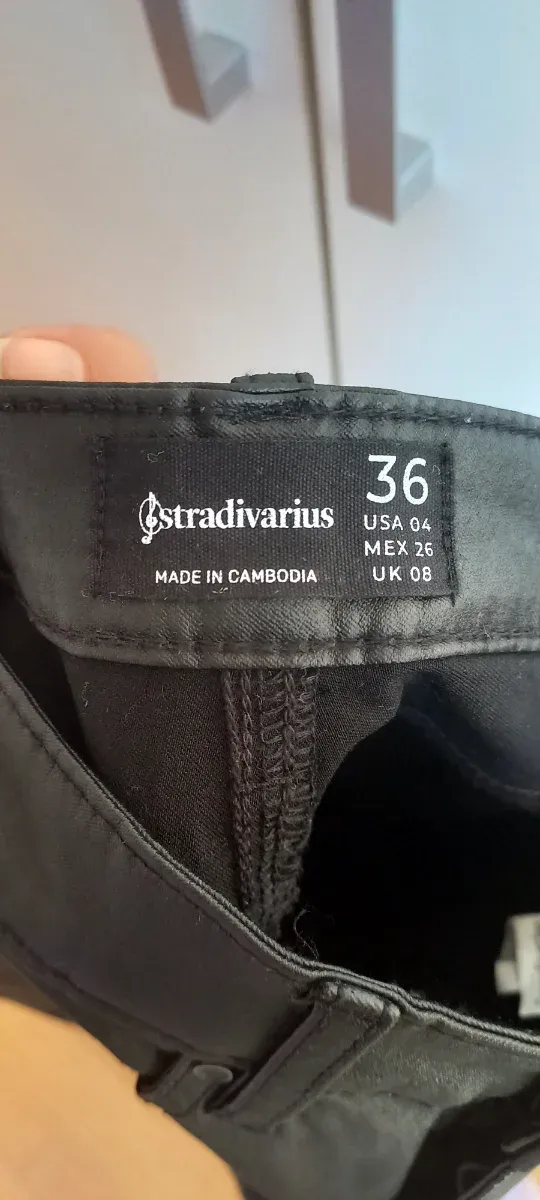 stradivarius
MADE IN CAMBODIA
36
USA 04
MEX 26
UK 08